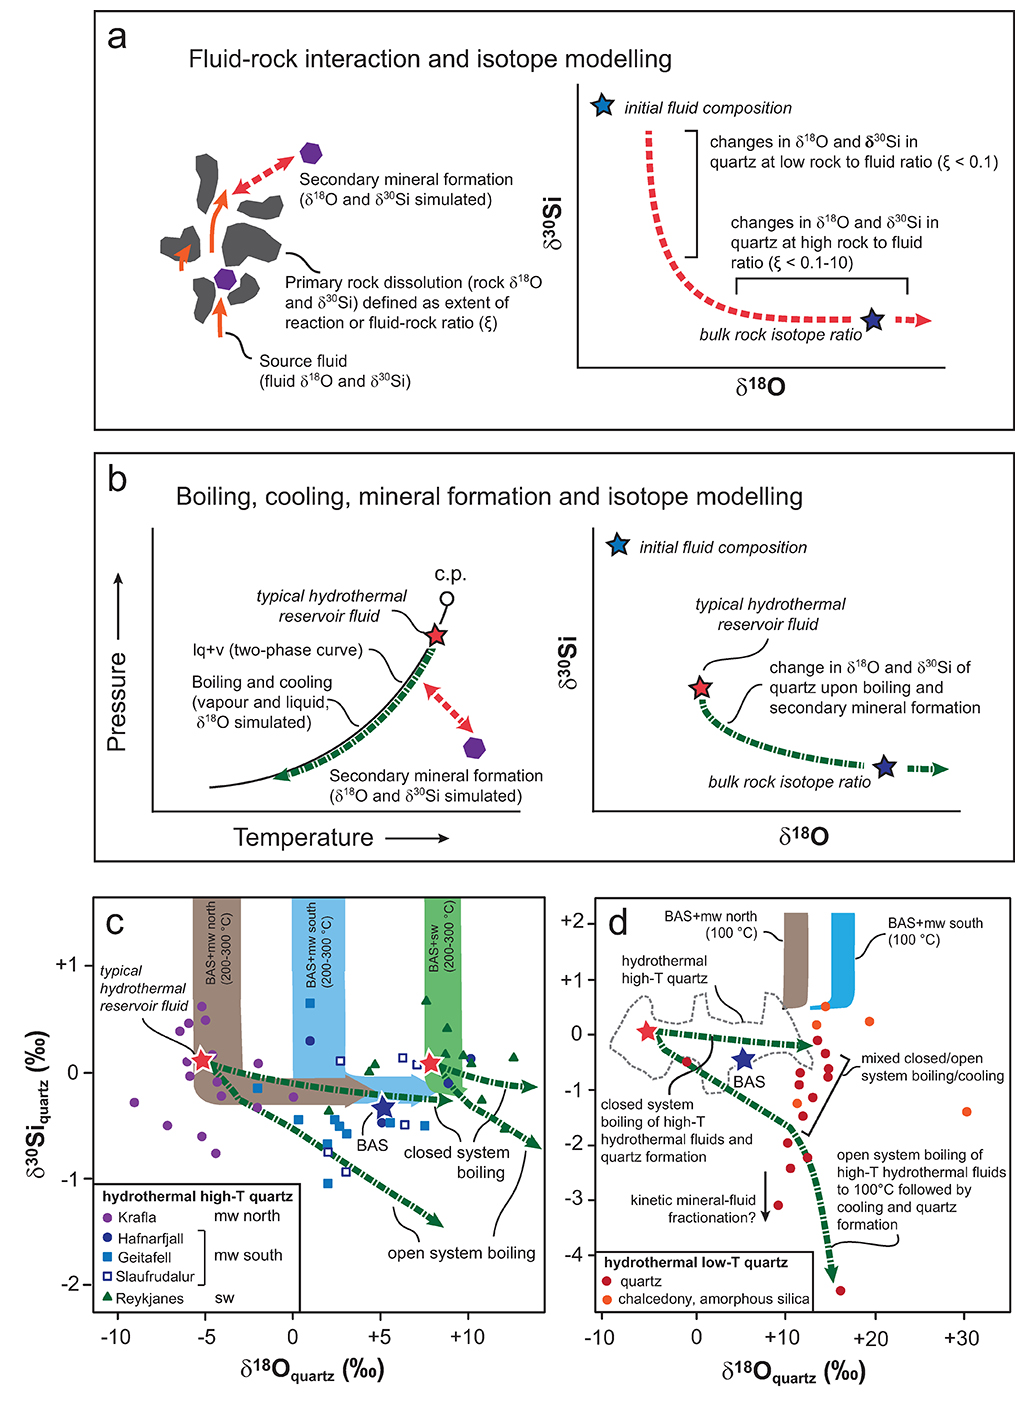 a
Fluid-rock interaction and isotope modelling
Secondary mineral formation
(δ18O and δ30Si simulated)
Primary rock dissolution (rock δ18O
and δ30Si) defined as extent of
reaction or fluid-rock ratio (ξ)
Source fluid
(fluid δ18O and δ30Si)
initial fluid composition
changes in δ18O and δ30Si in
quartz at low rock to fluid ratio (ξ < 0.1)
changes in δ18O and δ30Si in
quartz at high rock to fluid
ratio (ξ < 0.1-10)
bulk rock isotope ratio
δ30Si
δ18O
b
Boiling, cooling, mineral formation and isotope modelling
c.p.
typical hydrothermal
reservoir fluid
lq+v (two-phase curve)
Boiling and cooling
(vapour and liquid,
δ18O simulated)
Secondary mineral formation
(δ18O and δ30Si simulated)
Pressure
Temperature
initial fluid composition
typical hydrothermal
reservoir fluid
change in δ18O and δ30Si of
quartz upon boiling and
secondary mineral formation
bulk rock isotope ratio
δ30Si
δ18O
c
BAS+mw north
(200-300 °C)
BAS+mw south
(200-300 °C)
BAS+sw
(200-300 °C)
typical
hydrothermal
reservoir fluid
BAS
closed system
boiling
open system boiling
hydrothermal high-T quartz
Krafla
mw north
Hafnarfjall
Geitafell
mw south
Slaufrudalur
Reykjanes
sw
+1
0
-1
-2
δ30Siquartz (‰)
-10
-5
0
+5
+10
δ18Oquartz (‰)
d
BAS+mw north
(100 °C)
BAS+mw south
(100 °C)
hydrothermal
high-T quartz
BAS
mixed closed/open
system boiling/cooling
closed system
boiling of high-T
hydrothermal fluids and
quartz formation
open system boiling of
high-T hydrothermal fluids
to 100°C followed by
cooling and quartz
formation
kinetic mineral-fluid
fractionation?
hydrothermal low-T quartz
quartz
chalcedony, amorphous silica
+2
+1
0
-1
-2
-3
-4
-10
0
+10
+20
+30
δ18Oquartz (‰)